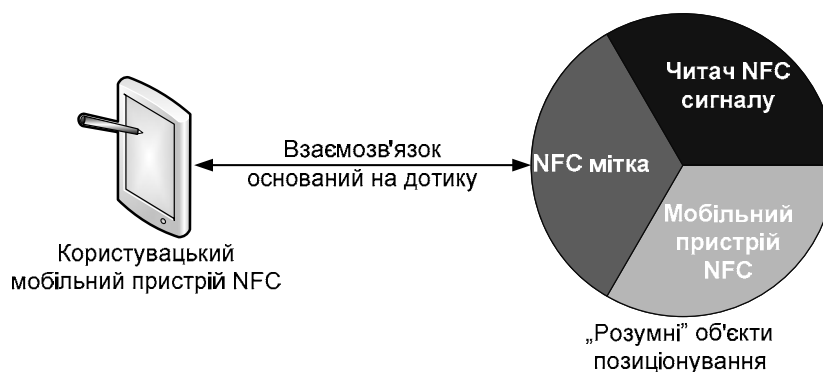 Читач NFC
сигналу
Взаємозв'язок
оснований на дотику
NFC мітка
Мобільний
пристрій
NFC
Користувацький
мобільний пристрій NFC
„Розумні” об'єкти
позиціонування